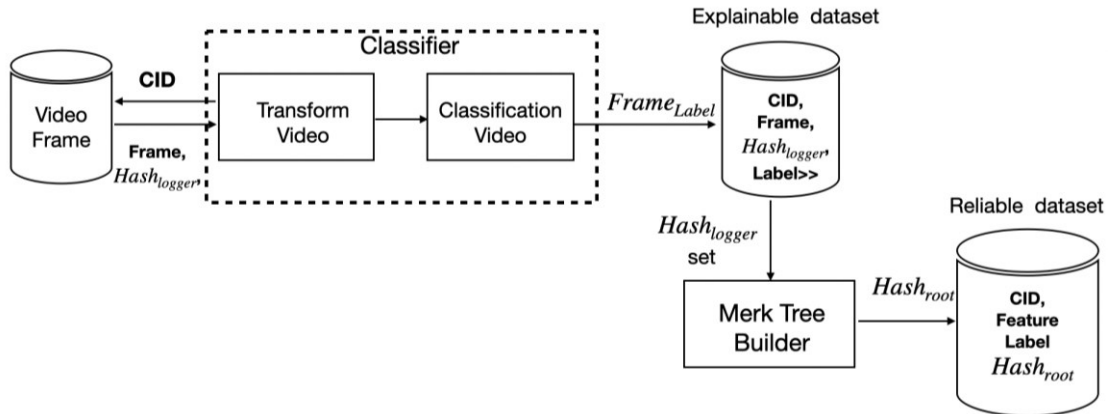 Explainable dataset
Classifier
CID
Video
Frame
Transform
Video
Classification
Video
Frame_Label
Frame,
Hash_logger,
CID,
Frame,
Hash_logger,
Label>>
Hash_logger
set
Reliable dataset
Merk Tree
Builder
Hash_root
CID,
Feature
Label
Hash_root